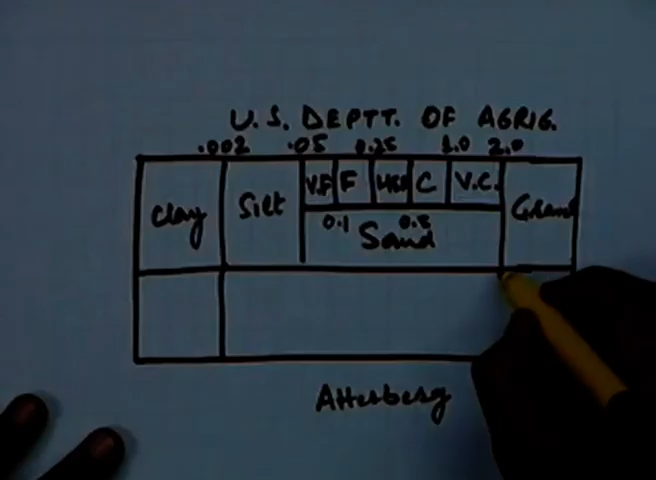 U.S. DEPTT. OF AGRIG.
.002 .05 0.25 1.0 2.0
Clay Silt V.F F MED C V.C. Gravel
0.1 0.5
Sand
Atterberg